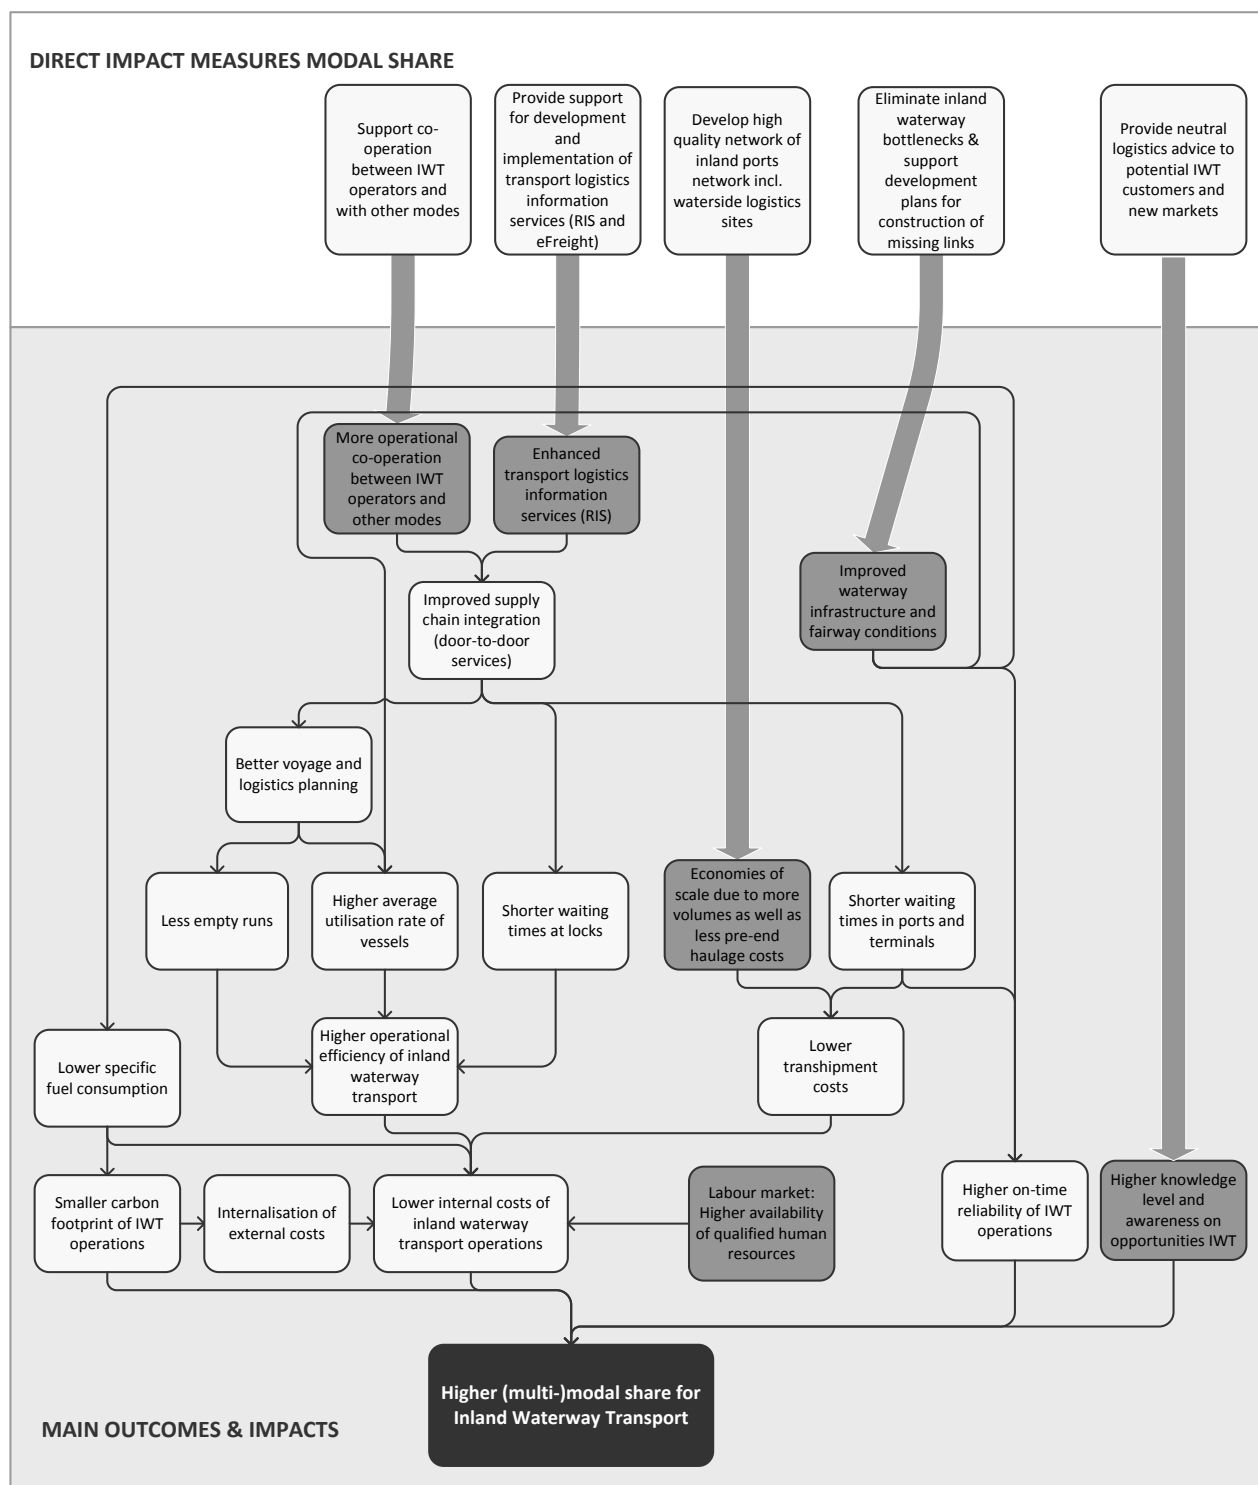 DIRECT IMPACT MEASURES MODAL SHARE
Support co-
operation
between IWT
operators and
with other modes
Provide support
for development
and
implementation of
transport logistics
information
services (RIS and
eFreight)
Develop high
quality network of
inland ports
network incl.
waterside logistics
sites
Eliminate inland
waterway
bottlenecks &
support
development
plans for
construction of
missing links
Provide neutral
logistics advice to
potential IWT
customers and
new markets
More operational
co-operation
between IWT
operators and
other modes
Enhanced
transport logistics
information
services (RIS)
Improved
waterway
infrastructure and
fairway conditions
Improved supply
chain integration
(door-to-door
services)
Better voyage and
logistics planning
Less empty runs
Higher average
utilisation rate of
vessels
Shorter waiting
times at locks
Economies of
scale due to more
volumes as well as
less pre-end
haulage costs
Shorter waiting
times in ports and
terminals
Lower specific
fuel consumption
Higher operational
efficiency of inland
waterway
transport
Lower
transhipment
costs
Smaller carbon
footprint of IWT
operations
Internalisation of
external costs
Lower internal costs of
inland waterway
transport operations
Labour market:
Higher availability
of qualified human
resources
Higher on-time
reliability of IWT
operations
Higher knowledge
level and
awareness on
opportunities IWT
Higher (multi-)modal share for
Inland Waterway Transport
MAIN OUTCOMES & IMPACTS